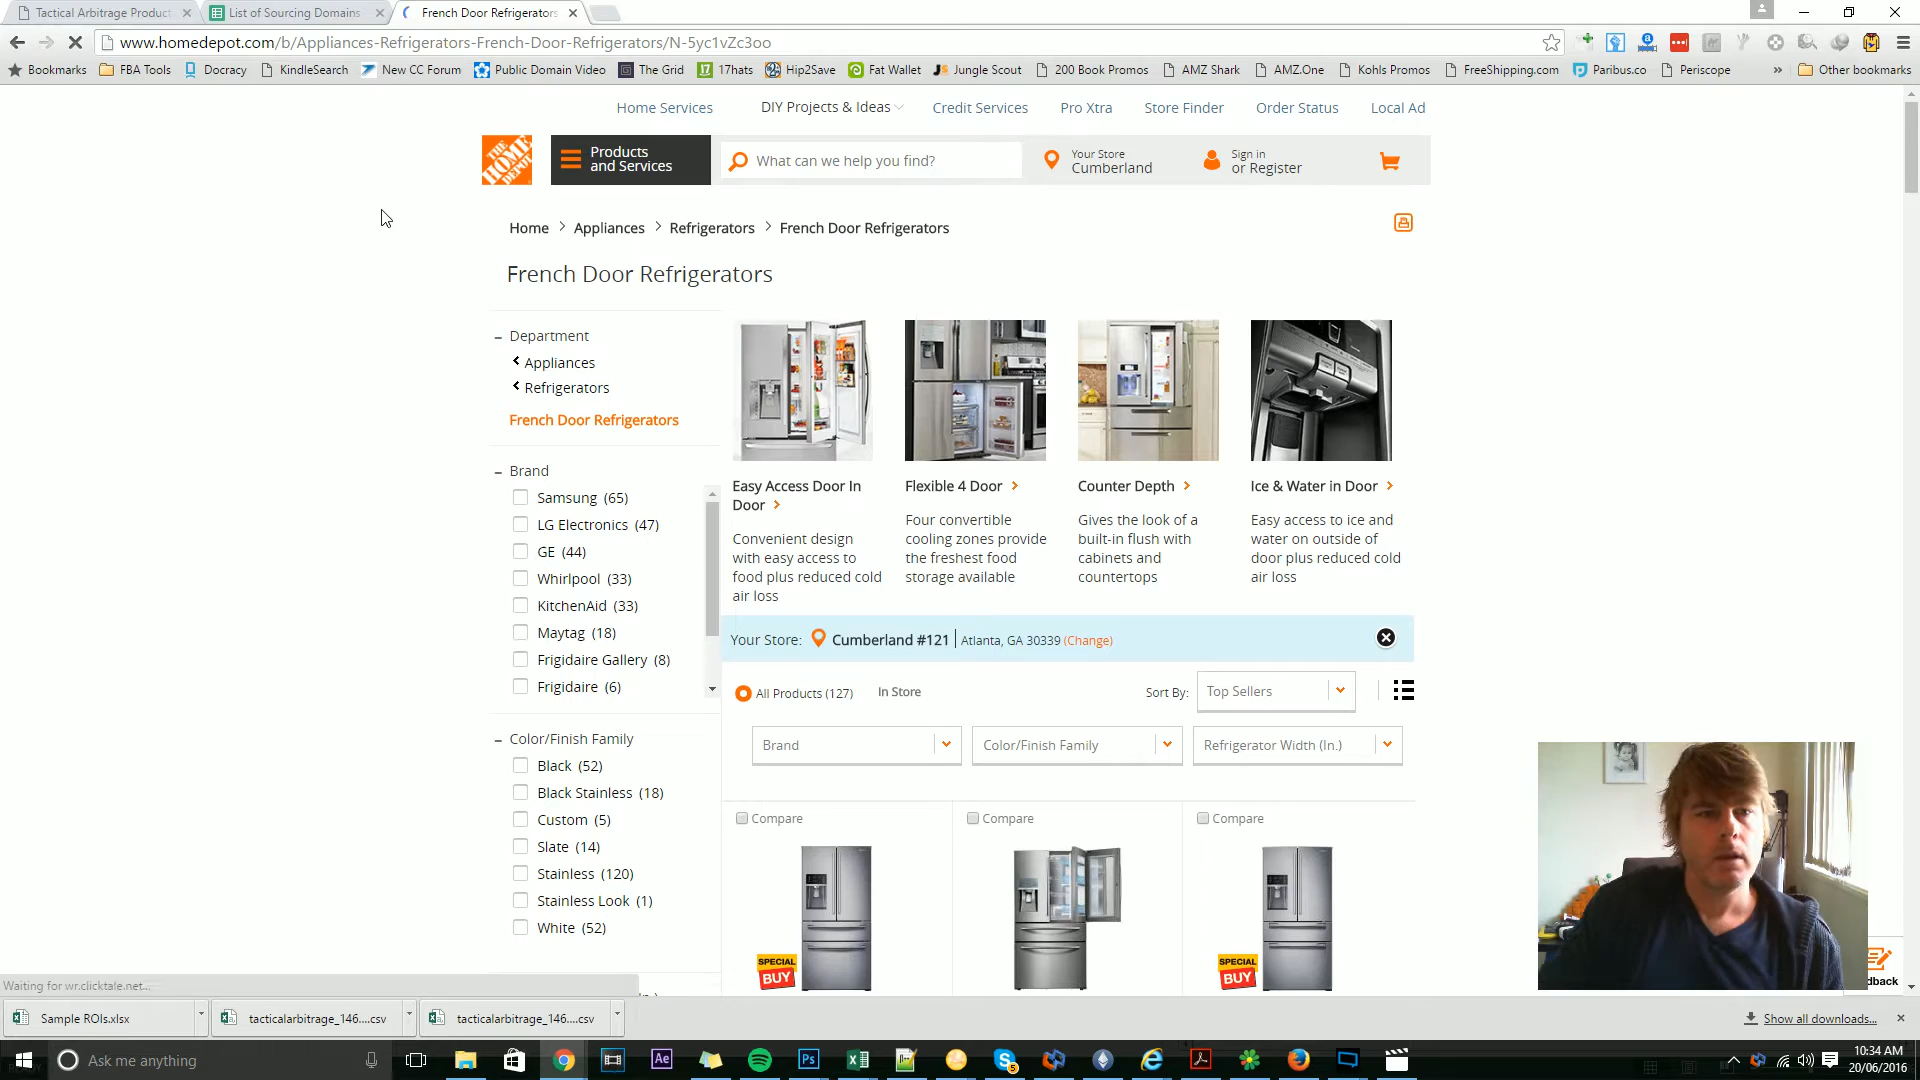 Tactical Arbitrage Product
List of Sourcing Domains
French Door Refrigerators
www.homedepot.com/b/Appliances-Refrigerators-French-Door-Refrigerators/N-5yc1vZc3oo
Bookmarks FBA Tools Docracy KindleSearch New CC Forum Public Domain Video The Grid 17hats Hip2Save Fat Wallet Jungle Scout 200 Book Promos AMZ Shark AMZ.One Kohls Promos FreeShipping.com Paribus.co Periscope » Other bookmarks
Home Services DIY Projects & Ideas Credit Services Pro Xtra Store Finder Order Status Local Ad
THE HOME DEPOT
Products
and Services
What can we help you find?
Your Store
Cumberland
Sign in
or Register
Home > Appliances > Refrigerators > French Door Refrigerators
French Door Refrigerators
Department
Appliances
Refrigerators
French Door Refrigerators
Brand
Samsung (65)
LG Electronics (47)
GE (44)
Whirlpool (33)
KitchenAid (33)
Maytag (18)
Frigidaire Gallery (8)
Frigidaire (6)
Color/Finish Family
Black (52)
Black Stainless (18)
Custom (5)
Slate (14)
Stainless (120)
Stainless Look (1)
White (52)
Easy Access Door In
Door
Convenient design
with easy access to
food plus reduced cold
air loss
Flexible 4 Door
Four convertible
cooling zones provide
the freshest food
storage available
Counter Depth
Gives the look of a
built-in flush with
cabinets and
countertops
Ice & Water in Door
Easy access to ice and
water on outside of
door plus reduced cold
air loss
Your Store: Cumberland #121 | Atlanta, GA 30339 (Change)
All Products (127) In Store Sort By: Top Sellers
Brand Color/Finish Family Refrigerator Width (In.)
Compare Compare Compare
SPECIAL
BUY
SPECIAL
BUY
dback
Waiting for wr.clicktale.net...
Sample ROIs.xlsx tacticalarbitrage_146....csv tacticalarbitrage_146....csv Show all downloads...
Ask me anything
Ae
Ps
5
10:34 AM
20/06/2016